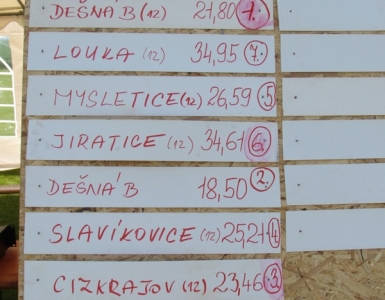 DEŠNÁ B (12) 21,80 1.
LOUKA (12) 34,95 7.
MYSLETICE (12) 26,59 5.
JIRATICE (12) 34,61 6.
DEŠNÁ B 18,50 2.
SLAVÍKOVICE (12) 25,21 4.
CIZKRAJOV (12) 23,46 3.